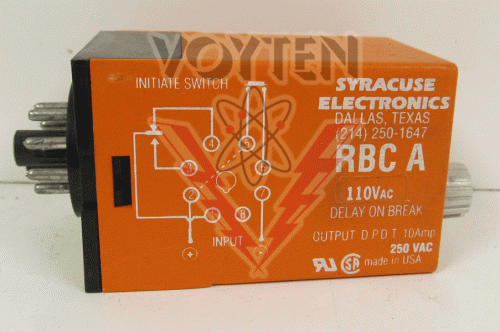 VOYTEN
INITIATE SWITCH
SYRACUSE
ELECTRONICS
DALLAS, TEXAS
(214) 250-1647
RBC A
110VAC
DELAY ON BREAK
OUTPUT D P D T 10Amp
250 VAC
made in USA
4 5
3 6
2 7
1 8
INPUT